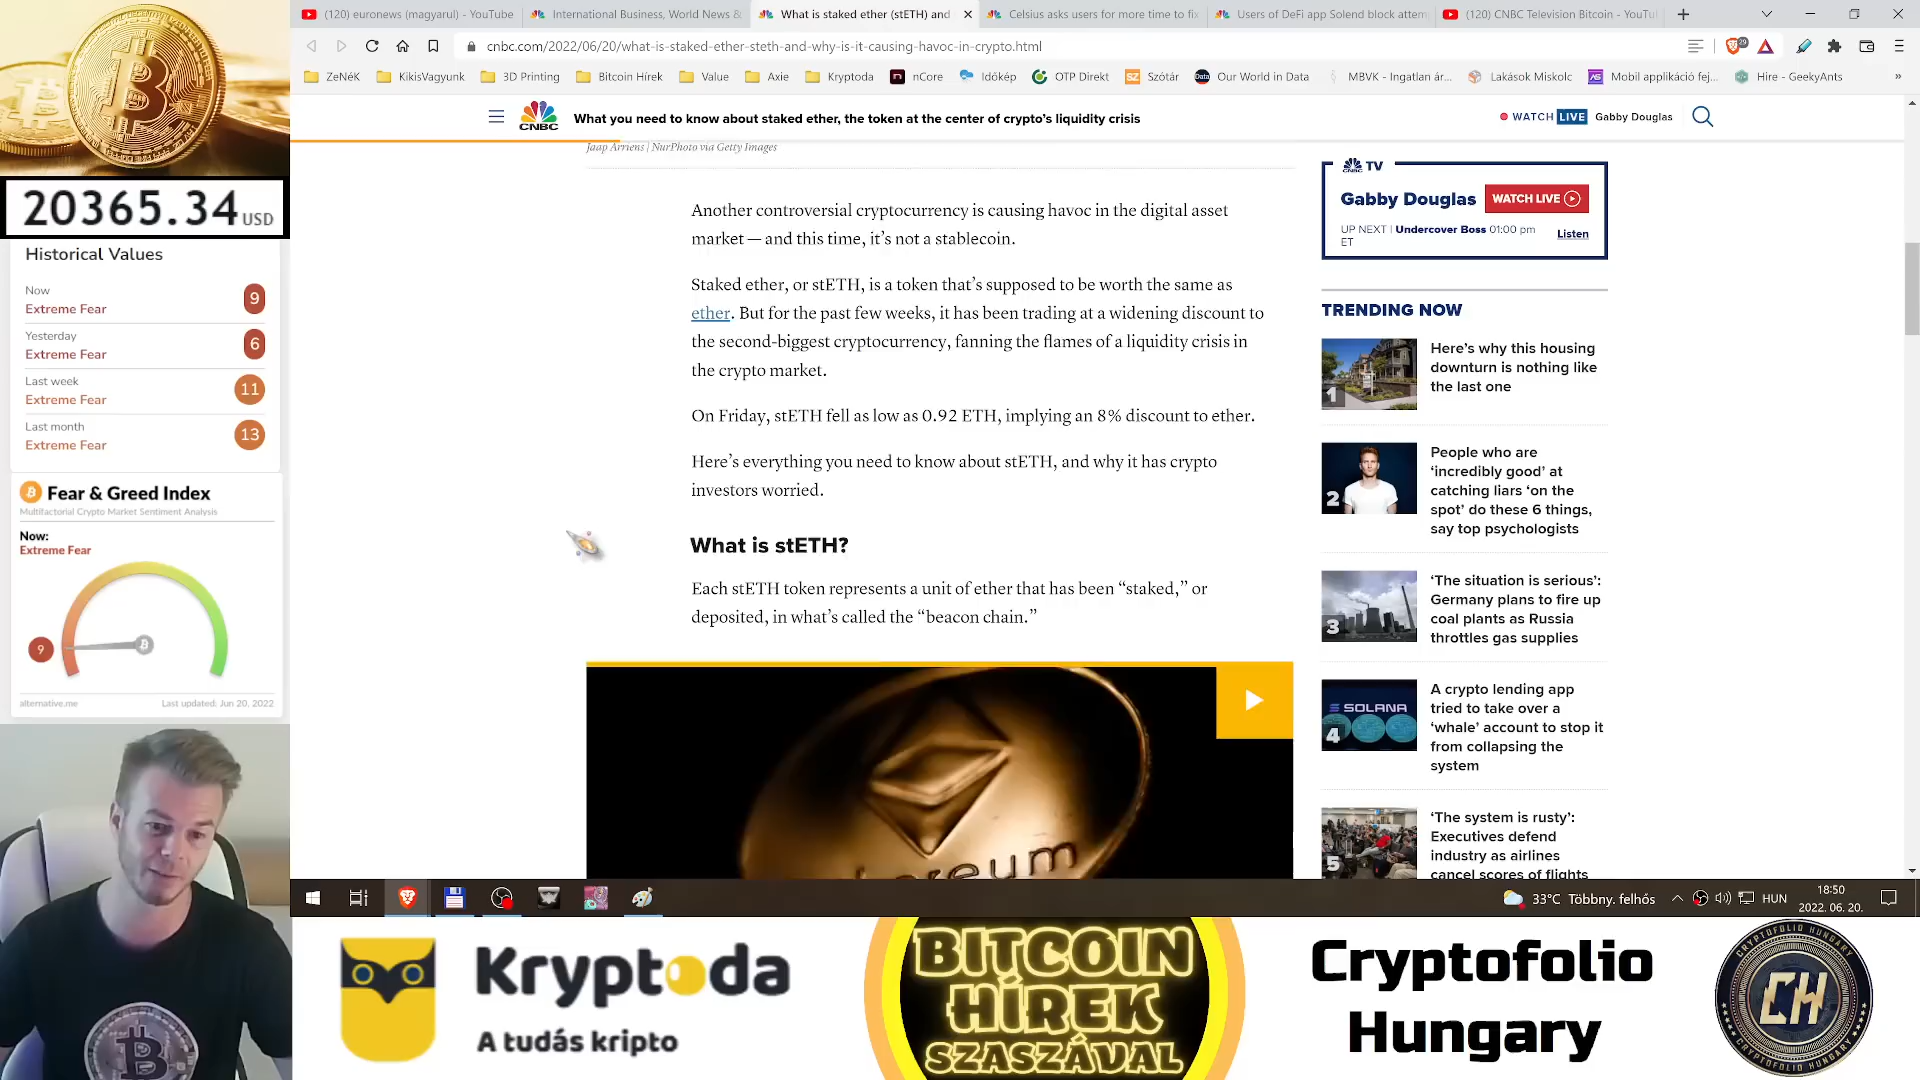 (120) euronews (magyarul) - YouTube
International Business, World News &
What is staked ether (stETH) and
Celsius asks users for more time to fix
Users of DeFi app Solend block attem
(120) CNBC Television Bitcoin - YouTu
cnbc.com/2022/06/20/what-is-staked-ether-steth-and-why-is-it-causing-havoc-in-crypto.html
29
ZeNéK
KikisVagyunk
3D Printing
Bitcoin Hírek
Value
Axie
Kryptoda
nCore
Időkép
OTP Direkt
SZ Szótár
Our World in Data
MBVK - Ingatlan ár...
Lakások Miskolc
Mobil applikáció fej...
Hire - GeekyAnts
CNBC
What you need to know about staked ether, the token at the center of crypto's liquidity crisis
WATCH LIVE Gabby Douglas
Jaap Arriens | NurPhoto via Getty Images
Another controversial cryptocurrency is causing havoc in the digital asset
market — and this time, it's not a stablecoin.
Staked ether, or stETH, is a token that's supposed to be worth the same as
ether. But for the past few weeks, it has been trading at a widening discount to
the second-biggest cryptocurrency, fanning the flames of a liquidity crisis in
the crypto market.
On Friday, stETH fell as low as 0.92 ETH, implying an 8% discount to ether.
Here's everything you need to know about stETH, and why it has crypto
investors worried.
What is stETH?
Each stETH token represents a unit of ether that has been “staked,” or
deposited, in what's called the “beacon chain.”
ereum
TV
Gabby Douglas
WATCH LIVE
UP NEXT | Undercover Boss 01:00 pm
ET
Listen
TRENDING NOW
1
Here's why this housing
downturn is nothing like
the last one
2
People who are
‘incredibly good’ at
catching liars ‘on the
spot’ do these 6 things,
say top psychologists
3
‘The situation is serious’:
Germany plans to fire up
coal plants as Russia
throttles gas supplies
SOLANA
4
A crypto lending app
tried to take over a
‘whale’ account to stop it
from collapsing the
system
5
‘The system is rusty’:
Executives defend
industry as airlines
cancel scores of flights
20365.34 USD
Historical Values
Now
Extreme Fear
9
Yesterday
Extreme Fear
6
Last week
Extreme Fear
11
Last month
Extreme Fear
13
Fear & Greed Index
Multifactorial Crypto Market Sentiment Analysis
Now:
Extreme Fear
9
alternative.me
Last updated: Jun 20, 2022
33°C Többny. felhős
HUN
18:50
2022. 06. 20.
Kryptoda
A tudás kripto
BITCOIN
HÍREK
SZASZÁVAL
Cryptofolio
Hungary
CRYPTOFOLIO HUNGARY
CH
CRYPTOFOLIO HUNGARY